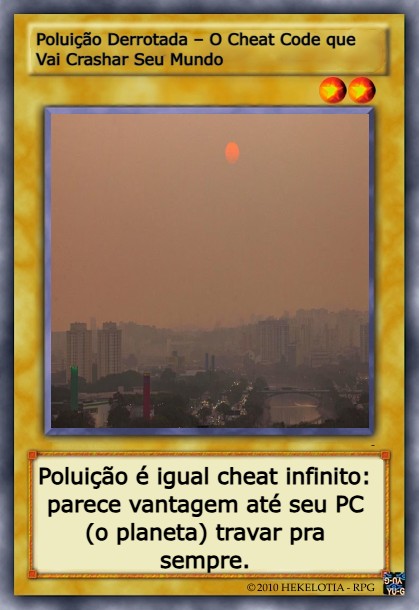 Poluição Derrotada – O Cheat Code que
Vai Crashar Seu Mundo
Poluição é igual cheat infinito:
parece vantagem até seu PC
(o planeta) travar pra
sempre.
©2010 HEKELOTIA - RPG